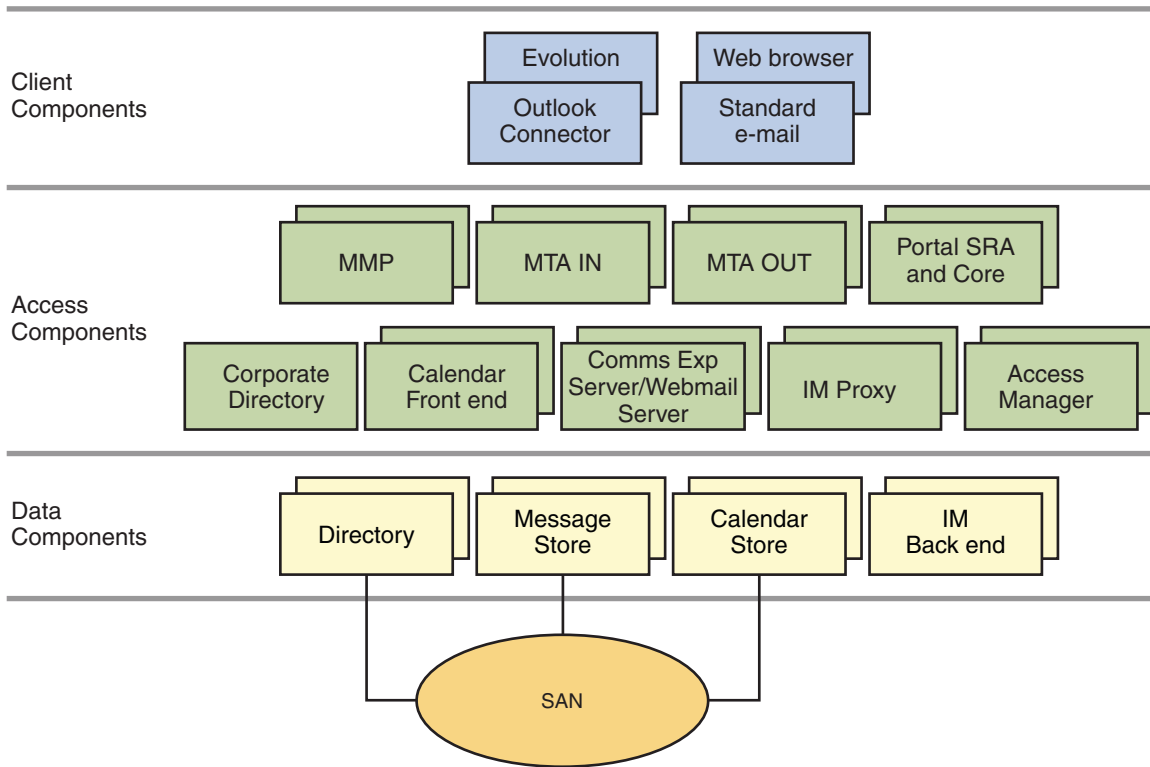 Client
Components
Evolution
Web browser
Outlook
Connector
Standard
e-mail
Access
Components
MMP
MTA IN
MTA OUT
Portal SRA
and Core
Corporate
Directory
Calendar
Front end
Comms Exp
Server/Webmail
Server
IM Proxy
Access
Manager
Data
Components
Directory
Message
Store
Calendar
Store
IM
Back end
SAN